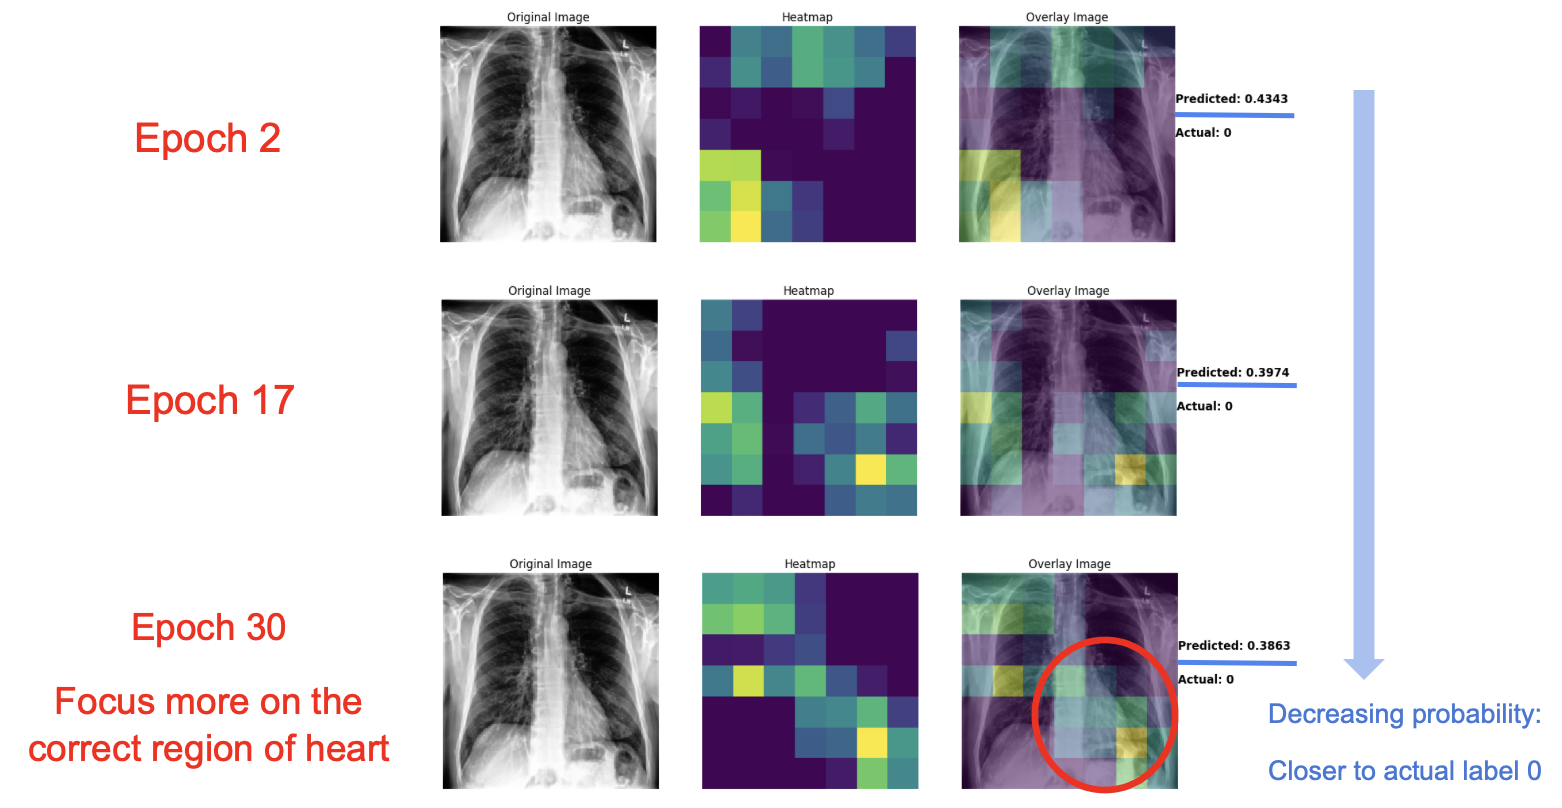 Original Image
Heatmap
Overlay Image
L
Epoch 2
Predicted: 0.4343
Actual: 0
Original Image
Heatmap
Overlay Image
L
Epoch 17
Predicted: 0.3974
Actual: 0
Original Image
Heatmap
Overlay Image
L
Epoch 30
Focus more on the
correct region of heart
Predicted: 0.3863
Actual: 0
Decreasing probability:
Closer to actual label 0